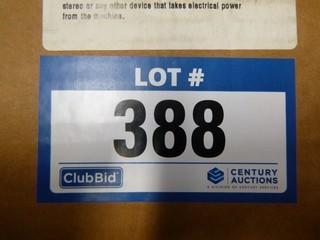 stereo or any other device that takes electrical power
from the machine.
LOT #
388
ClubBid
CENTURY
AUCTIONS
A DIVISION OF CENTURY SERVICES